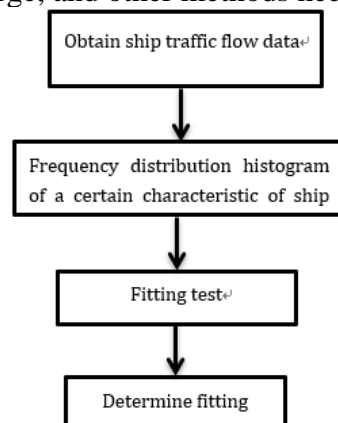 Obtain ship traffic flow data↵
Frequency distribution histogram
of a certain characteristic of ship
Fitting test↵
Determine fitting